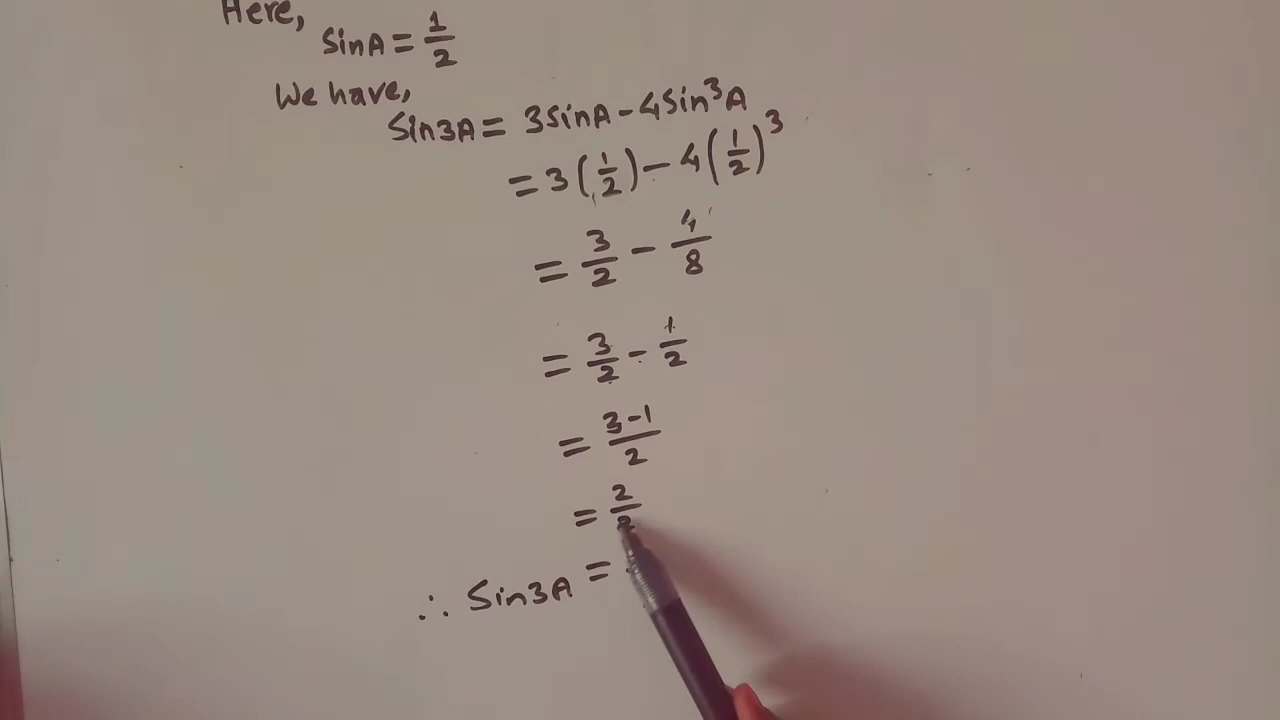 Here,
SinA = 1/2
We have,
Sin3A = 3SinA - 4Sin³A
= 3(1/2) - 4(1/2)³
= 3/2 - 4/8
= 3/2 - 1/2
= (3-1)/2
= 2/2
∴ Sin3A =